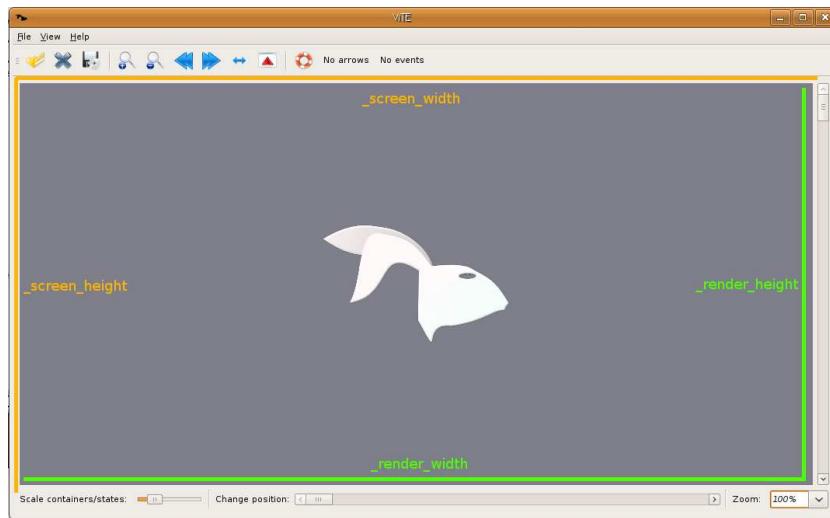 ViTE
File View Help
No arrows No events
_screen_width
_screen_height
_render_height
_render_width
Scale containers/states: Change position: Zoom: 100%